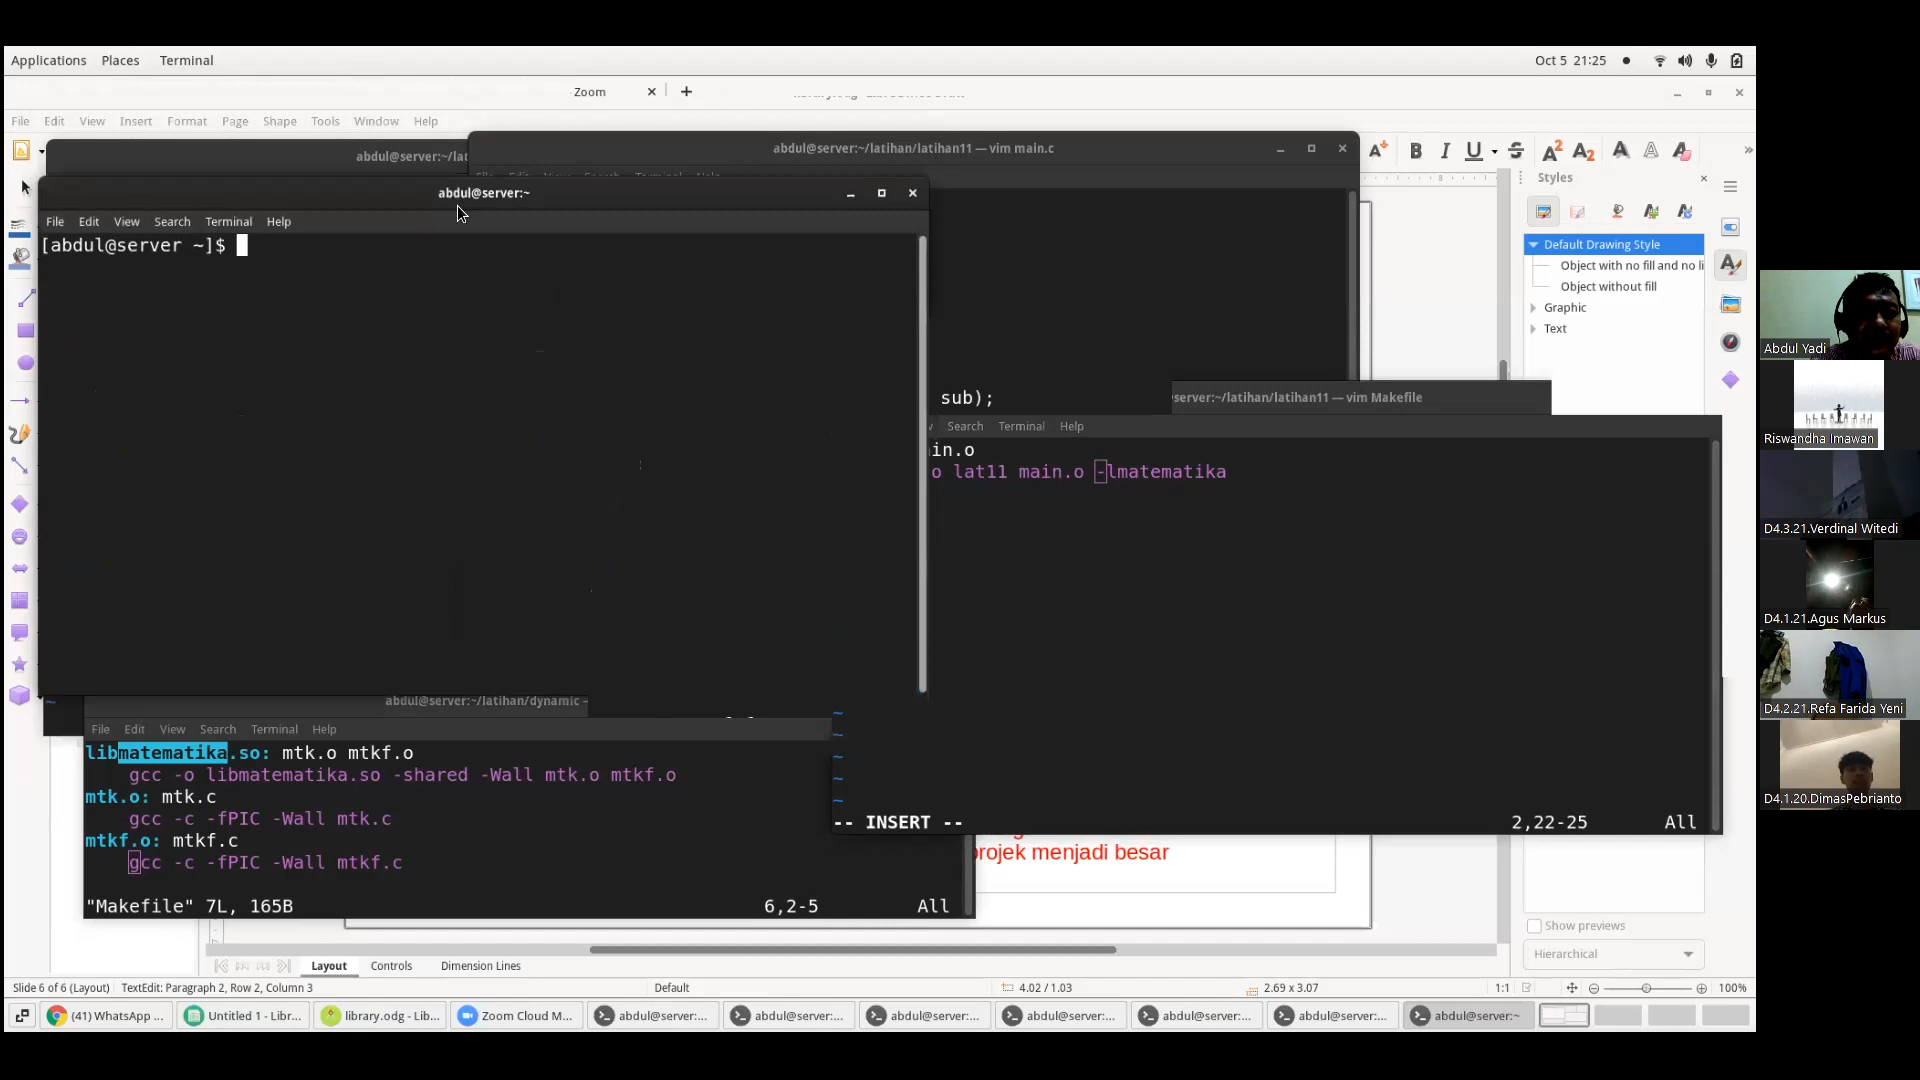 Applications Places Terminal
Oct 5 21:25
Zoom
File Edit View Insert Format Page Shape Tools Window Help
abdul@server:~/lat
abdul@server:~/latihan/latihan11 — vim main.c
Styles
abdul@server:~
File Edit View Search Terminal Help
[abdul@server ~]$
Default Drawing Style
Object with no fill and no li
Object without fill
Graphic
Text
sub);
server:~/latihan/latihan11 — vim Makefile
Search Terminal Help
in.o
o lat11 main.o -lmatematika
~
~
~
~
~
-- INSERT --
2,22-25 All
abdul@server:~/latihan/dynamic –
File Edit View Search Terminal Help
libmatematika.so: mtk.o mtkf.o
gcc -o libmatematika.so -shared -Wall mtk.o mtkf.o
mtk.o: mtk.c
gcc -c -fPIC -Wall mtk.c
mtkf.o: mtkf.c
gcc -c -fPIC -Wall mtkf.c
"Makefile" 7L, 165B 6,2-5 All
projek menjadi besar
Show previews
Hierarchical
Layout Controls Dimension Lines
Slide 6 of 6 (Layout) TextEdit: Paragraph 2, Row 2, Column 3 Default 4.02 / 1.03 2.69 x 3.07 1:1 100%
(41) WhatsApp ... Untitled 1 - Libr... library.odg - Lib... Zoom Cloud M... abdul@server:... abdul@server:... abdul@server:... abdul@server:... abdul@server:... abdul@server:... abdul@server:~
Abdul Yadi
Riswandha Imawan
D4.3.21.Verdinal Witedi
D4.1.21.Agus Markus
D4.2.21.Refa Farida Yeni
D4.1.20.DimasPebrianto